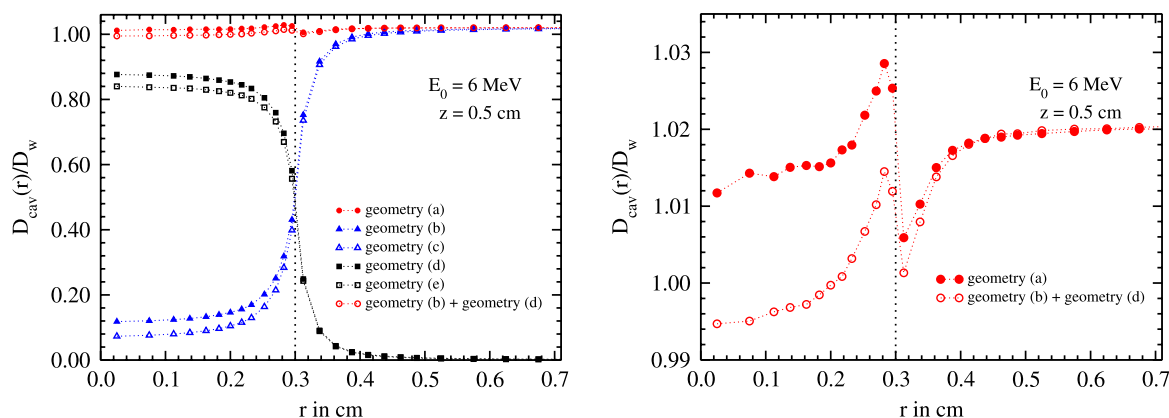 D_cav(r)/D_w
1.00
0.80
0.60
0.40
0.20
0.00
E_0 = 6 MeV
z = 0.5 cm
geometry (a)
geometry (b)
geometry (c)
geometry (d)
geometry (e)
geometry (b) + geometry (d)
0.0 0.1 0.2 0.3 0.4 0.5 0.6 0.7
r in cm
D_cav(r)/D_w
1.03
1.02
1.01
1.00
0.99
E_0 = 6 MeV
z = 0.5 cm
geometry (a)
geometry (b) + geometry (d)
0.0 0.1 0.2 0.3 0.4 0.5 0.6 0.7
r in cm